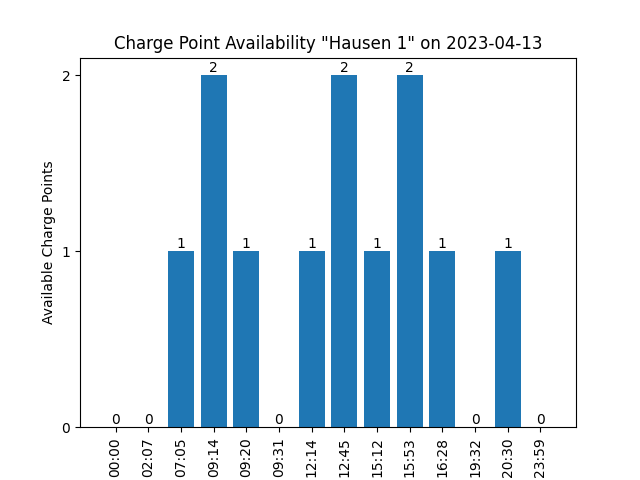 Charge Point Availability "Hausen 1" on 2023-04-13
Available Charge Points
2
1
0
0 0 1 2 1 0 1 2 1 2 1 0 1 0
00:00 02:07 07:05 09:14 09:20 09:31 12:14 12:45 15:12 15:53 16:28 19:32 20:30 23:59